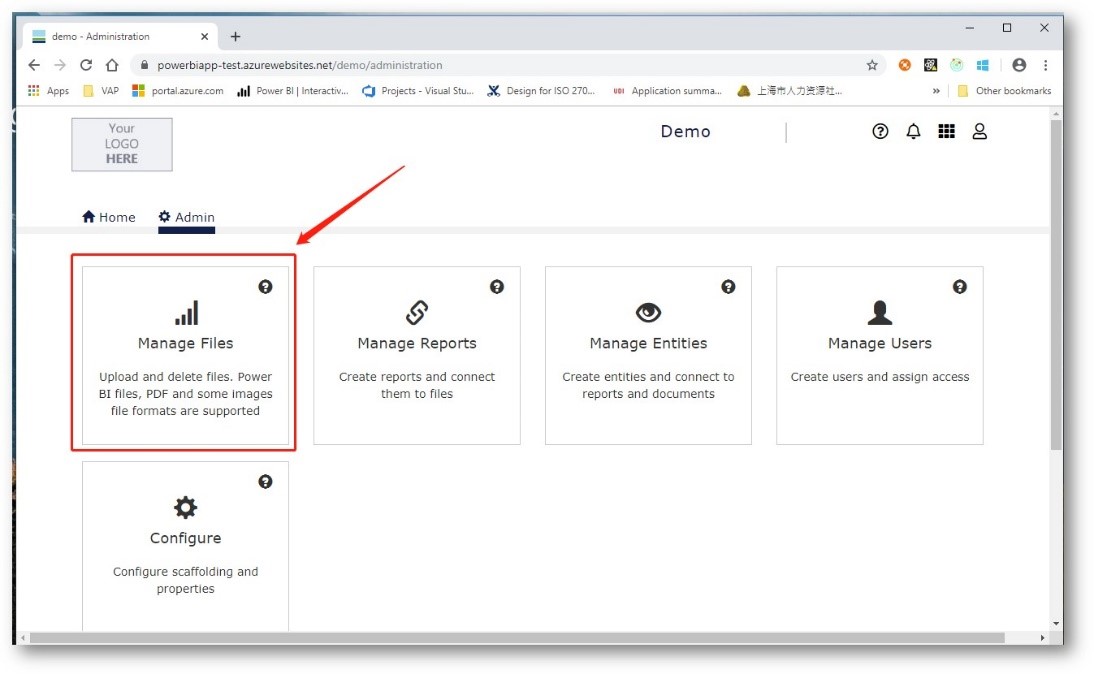 demo - Administration
powerbiapp-test.azurewebsites.net/demo/administration
Apps VAP portal.azure.com Power BI | Interactiv... Projects - Visual Stu... Design for ISO 270... UDI Application summa... 上海市人力资源社... » Other bookmarks
Your
LOGO
HERE
Demo
Home Admin
Manage Files
Upload and delete files. Power
BI files, PDF and some images
file formats are supported
Manage Reports
Create reports and connect
them to files
Manage Entities
Create entities and connect to
reports and documents
Manage Users
Create users and assign access
Configure
Configure scaffolding and
properties